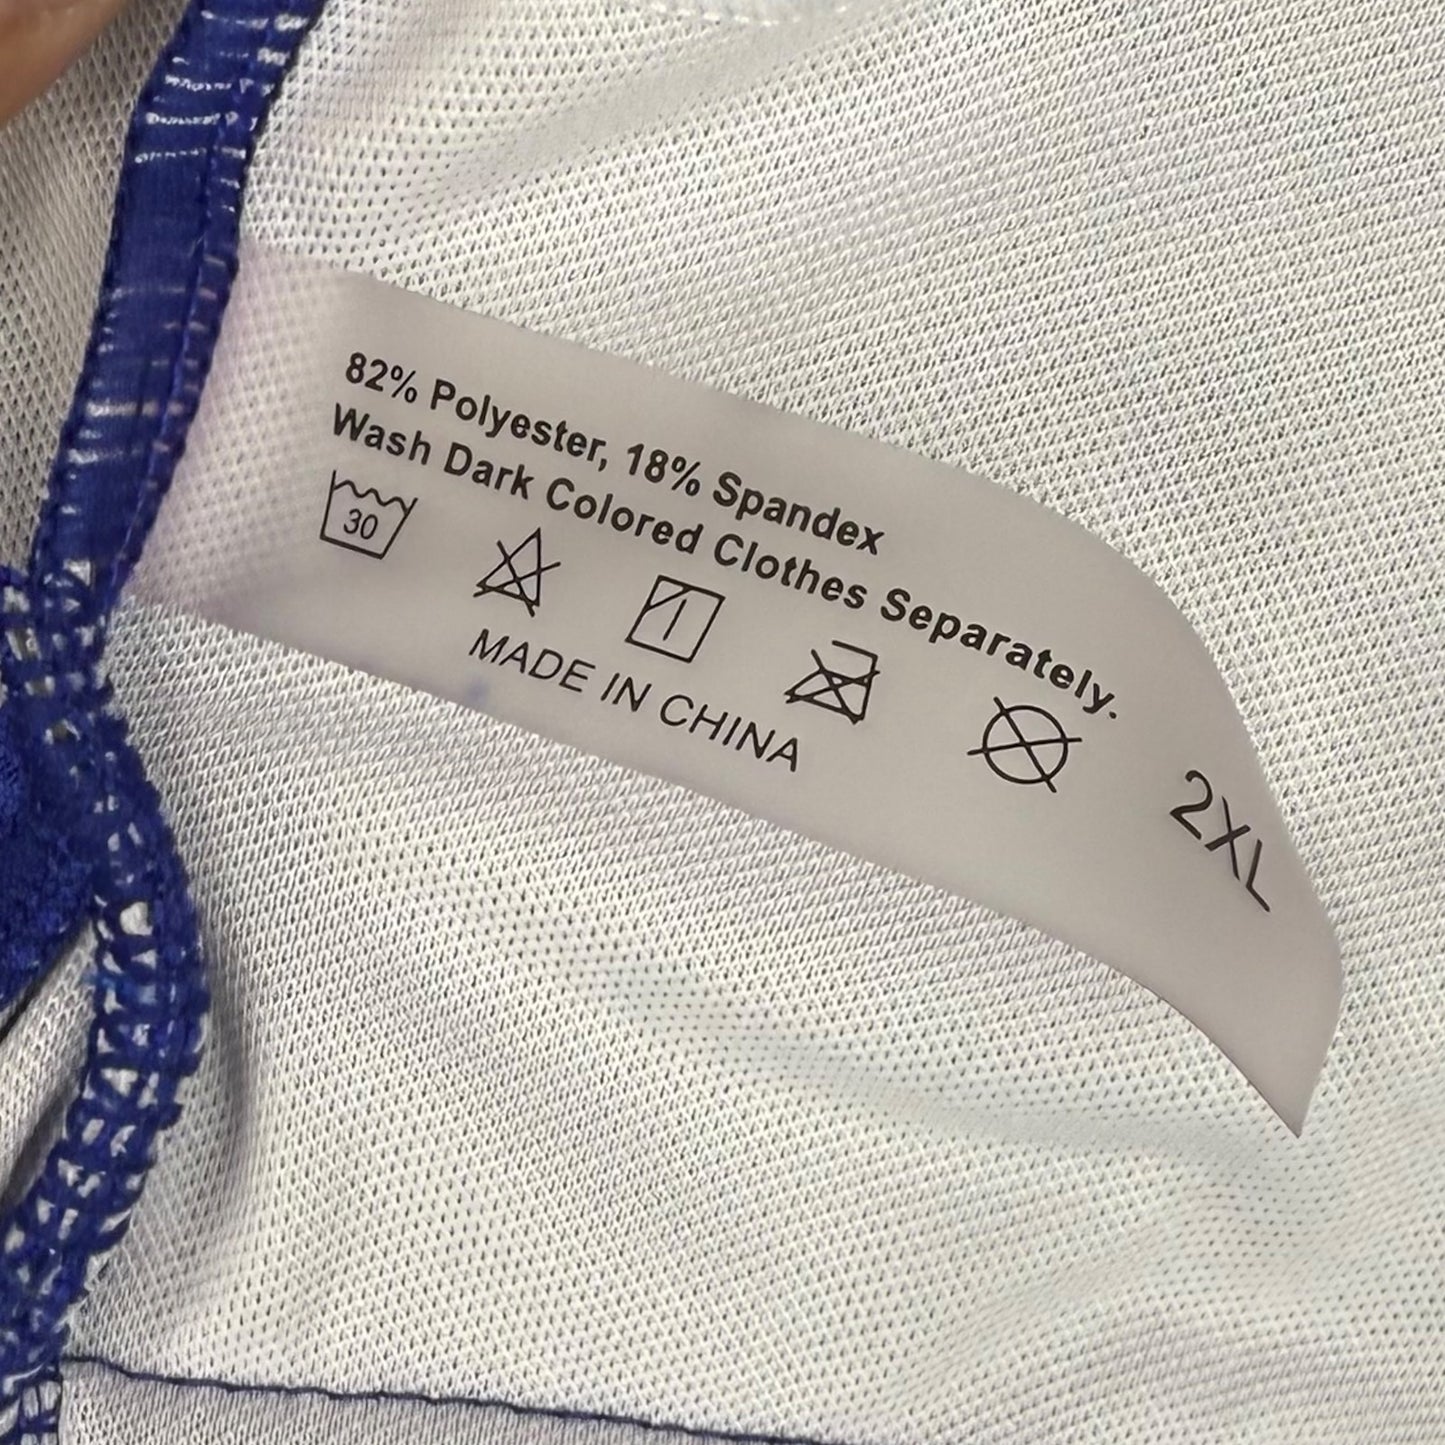 82% Polyester, 18% Spandex
Wash Dark Colored Clothes Separately.
30
MADE IN CHINA
2XL